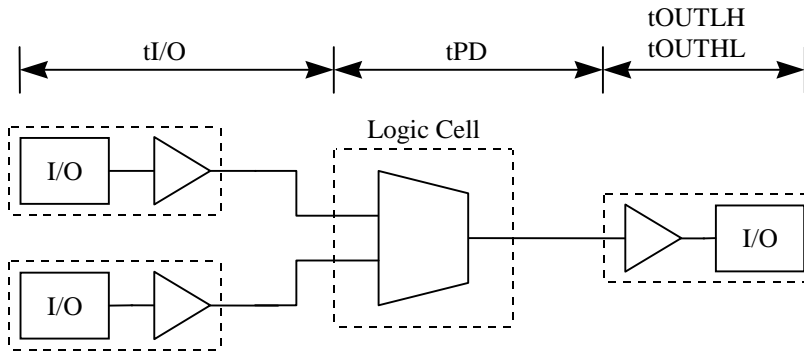 tI/O
tPD
tOUTLH
tOUTHL
Logic Cell
I/O
I/O
I/O